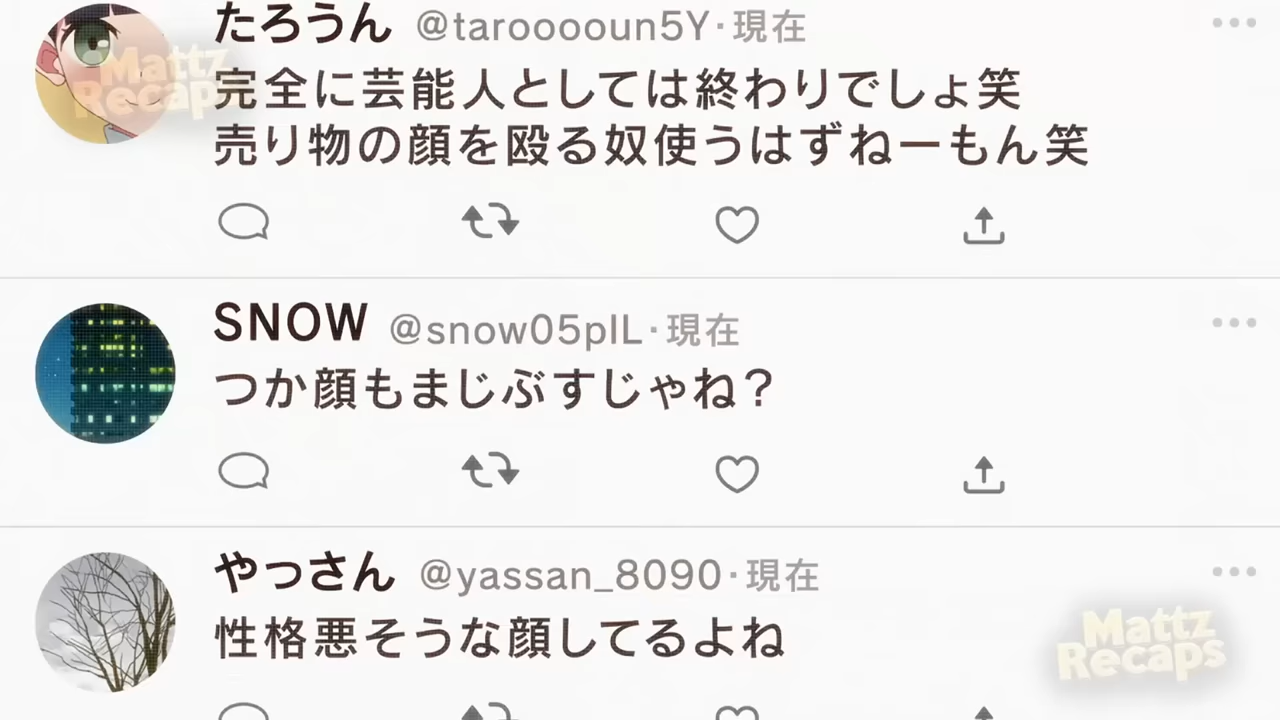 たろうん @tarooooun5Y・現在
Mattz
Recaps
完全に芸能人としては終わりでしょ笑
売り物の顔を殴る奴使うはずねーもん笑
SNOW @snow05pIL・現在
つか顔もまじぶすじゃね？
やっさん @yassan_8090・現在
性格悪そうな顔してるよね
Mattz
Recaps